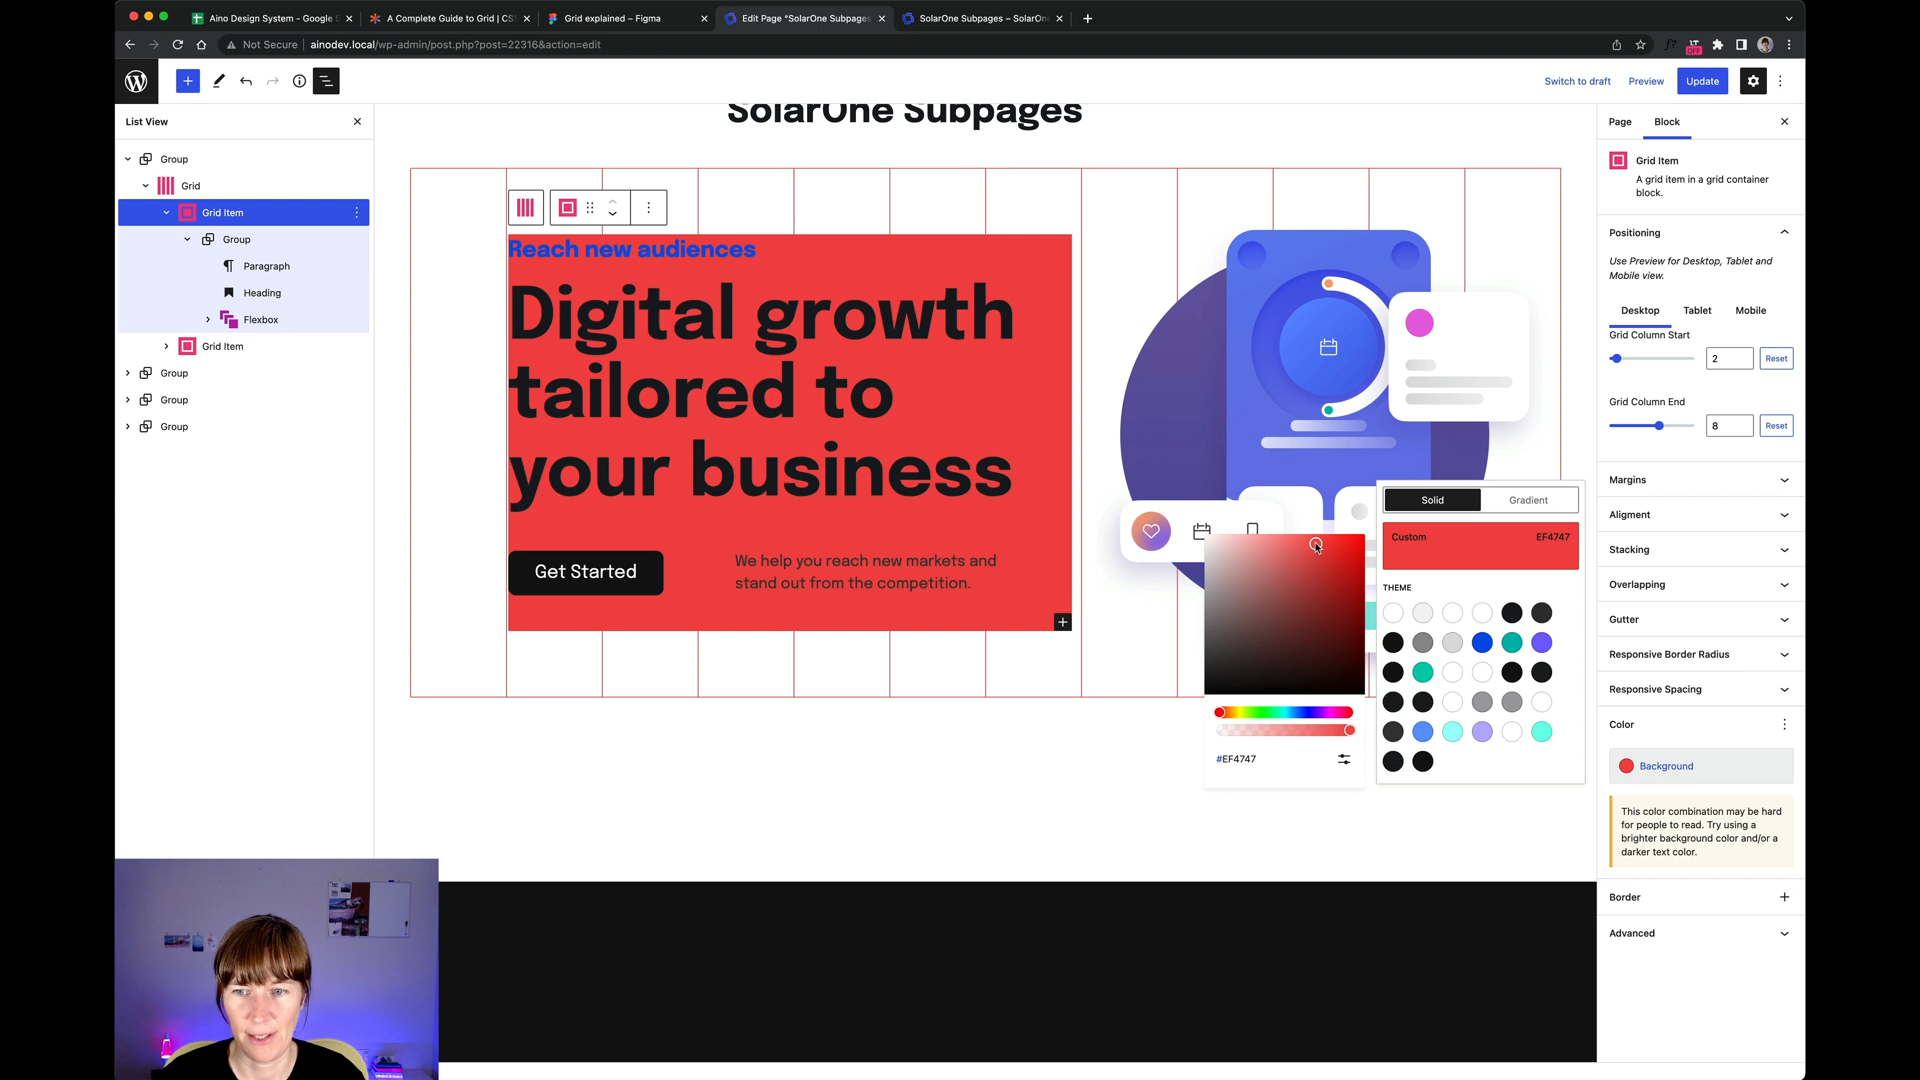 Aino Design System - Google S
A Complete Guide to Grid | CSS
Grid explained – Figma
Edit Page “SolarOne Subpages
SolarOne Subpages – SolarOn
Not Secure
ainodev.local/wp-admin/post.php?post=22316&action=edit
OFF
Switch to draft
Preview
Update
List View
SolarOne Subpages
Page
Block
Group
Grid
Grid Item
Group
Paragraph
Heading
Flexbox
Grid Item
Group
Group
Group
Reach new audiences
Digital growth
tailored to
your business
Get Started
We help you reach new markets and
stand out from the competition.
Grid Item
A grid item in a grid container
block.
Positioning
Use Preview for Desktop, Tablet and
Mobile view.
Desktop
Tablet
Mobile
Grid Column Start
2
Reset
Grid Column End
8
Reset
Margins
Aligment
Stacking
Overlapping
Gutter
Responsive Border Radius
Responsive Spacing
Color
Background
This color combination may be hard
for people to read. Try using a
brighter background color and/or a
darker text color.
Border
Advanced
Solid
Gradient
Custom
EF4747
THEME
#EF4747